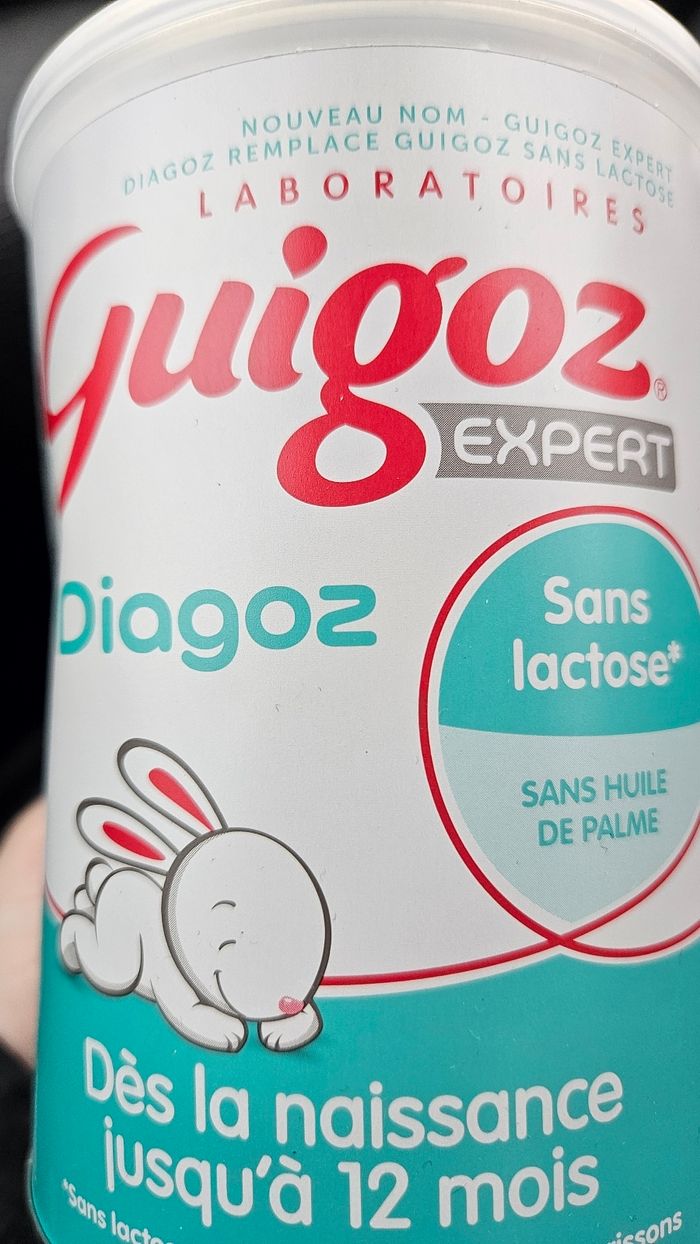 NOUVEAU NOM - GUIGOZ EXPERT
DIAGOZ REMPLACE GUIGOZ SANS LACTOSE
LABORATOIRES
Guigoz®
EXPERT
Diagoz
Sans
lactose*
SANS HUILE
DE PALME
Dès la naissance
jusqu'à 12 mois
*Sans